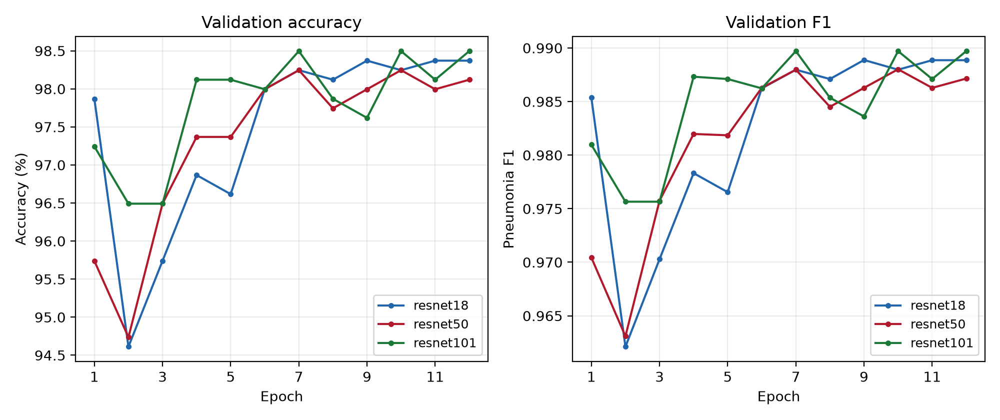 Validation accuracy
Accuracy (%)
98.5
98.0
97.5
97.0
96.5
96.0
95.5
95.0
94.5
1 3 5 7 9 11
Epoch
resnet18
resnet50
resnet101
Validation F1
Pneumonia F1
0.990
0.985
0.980
0.975
0.970
0.965
1 3 5 7 9 11
Epoch
resnet18
resnet50
resnet101